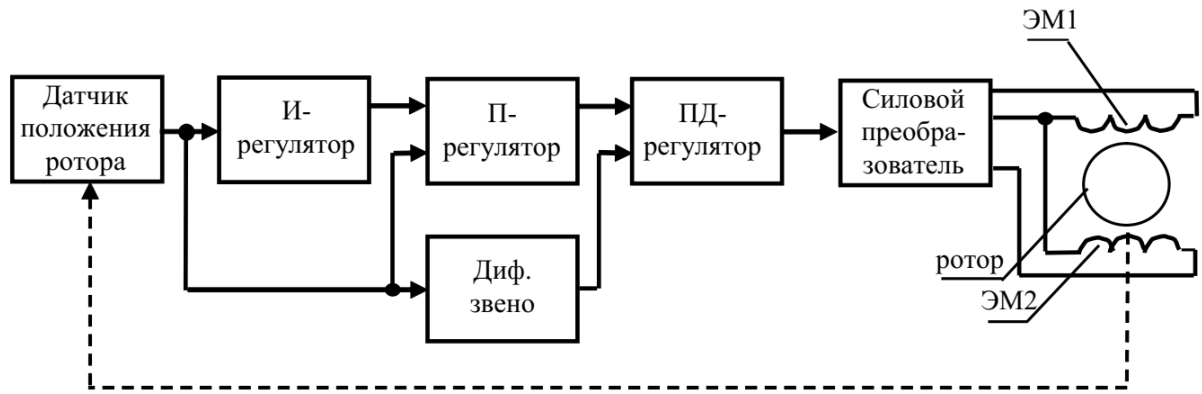 ЭМ1
Датчик
положения
ротора
И-
регулятор
П-
регулятор
ПД-
регулятор
Силовой
преобра-
зователь
Диф.
звено
ротор
ЭМ2